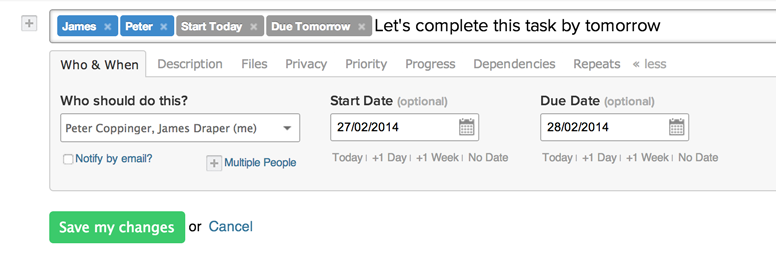 James × Peter × Start Today × Due Tomorrow × Let's complete this task by tomorrow
Who & When Description Files Privacy Priority Progress Dependencies Repeats « less
Who should do this? Start Date (optional) Due Date (optional)
Peter Coppinger, James Draper (me) 27/02/2014 28/02/2014
Notify by email? + Multiple People Today | +1 Day | +1 Week | No Date Today | +1 Day | +1 Week | No Date
Save my changes or Cancel